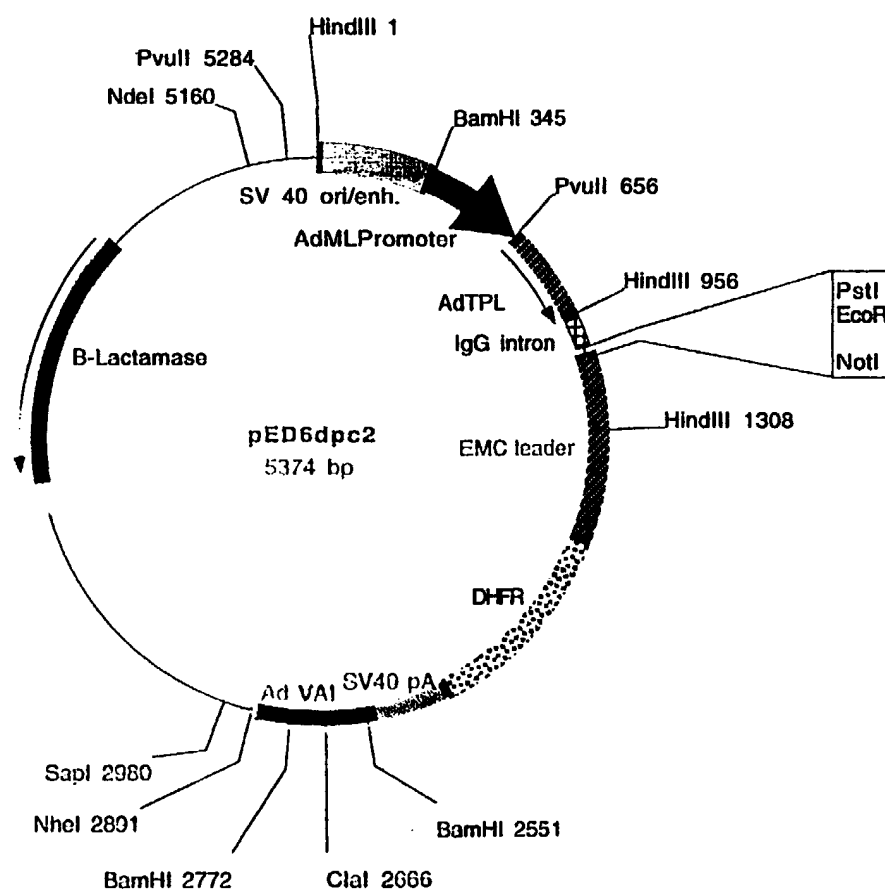 HindIII 1
PvuII 5284
NdeI 5160
BamHI 345
SV 40 ori/enh.
PvuII 656
AdMLPromoter
HindIII 956
AdTPL
PstI
EcoR
IgG intron
NotI
B-Lactamase
HindIII 1308
pED6dpc2
EMC leader
5374 bp
DHFR
SV40 pA
Ad VAI
SapI 2980
NheI 2891
BamHI 2551
BamHI 2772
ClaI 2666